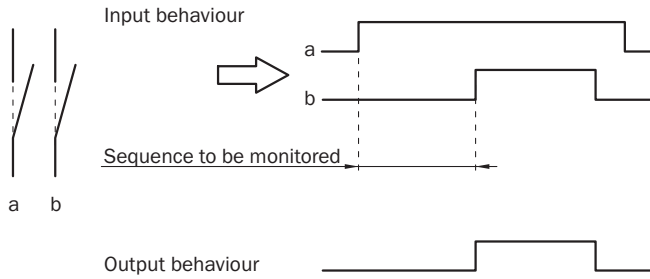 Input behaviour
a
b
Sequence to be monitored
a b
Output behaviour